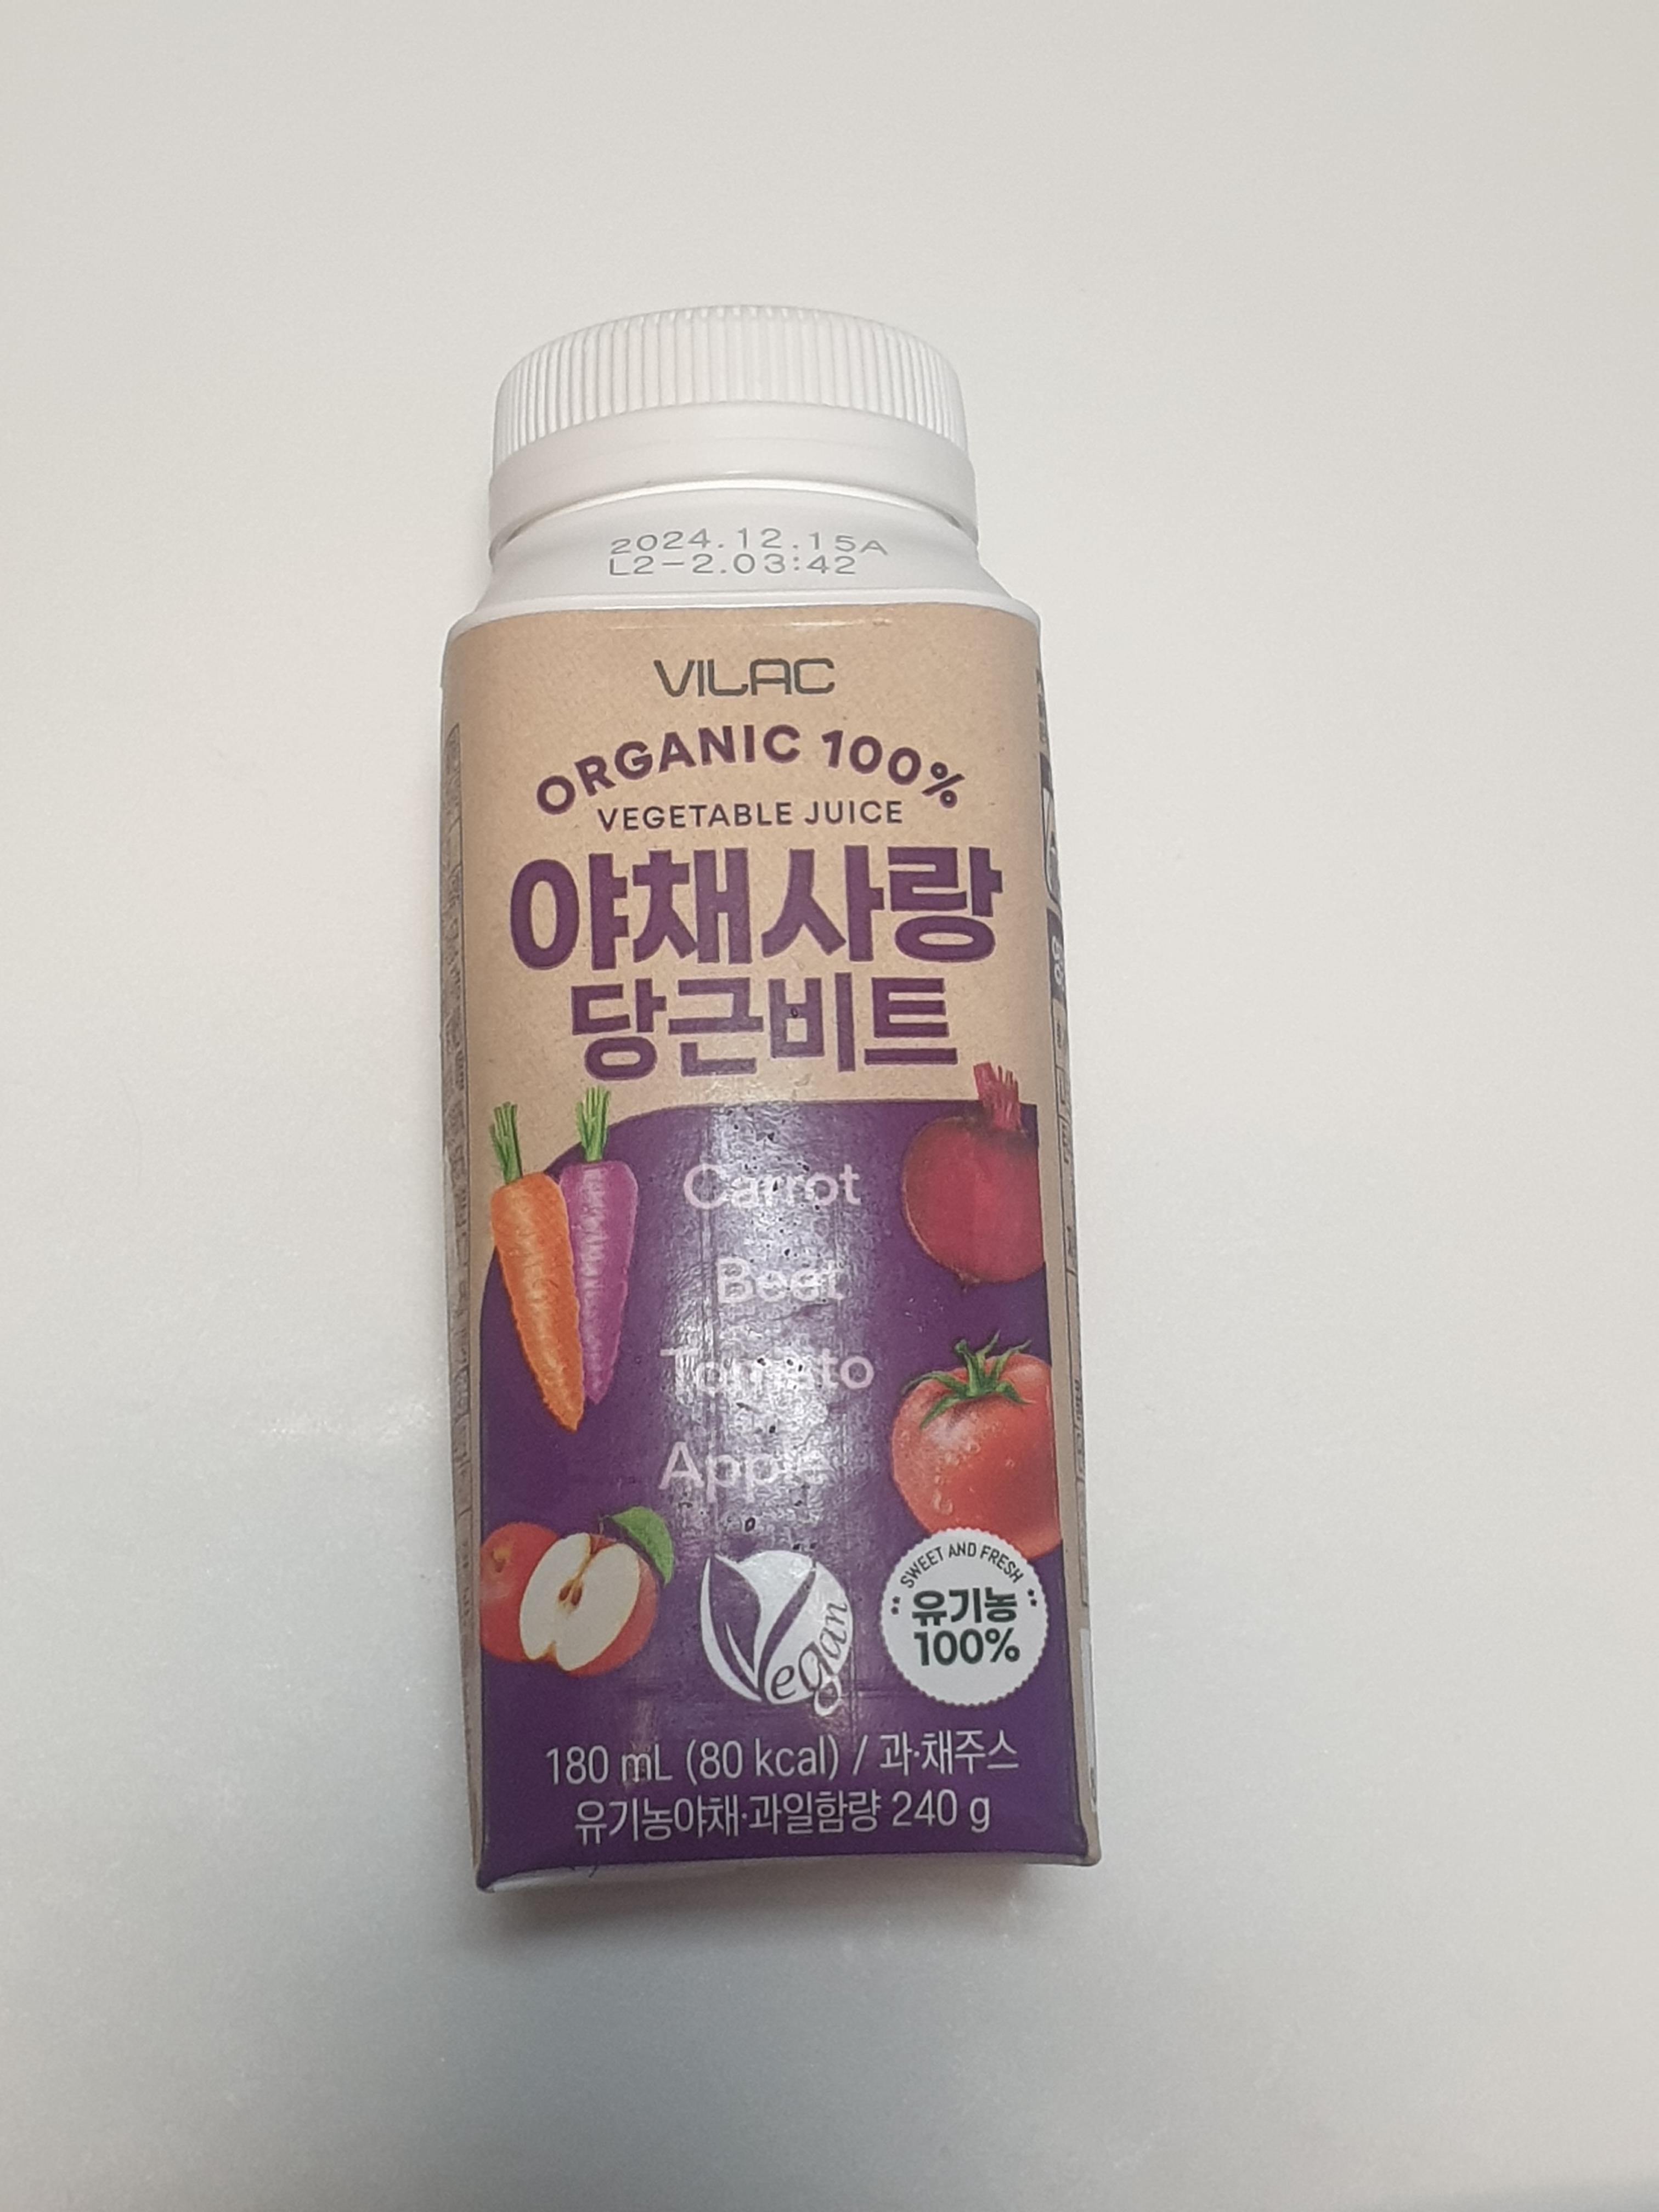 2024.12.15A
L2-2.03:42
VILAC
ORGANIC 100%
VEGETABLE JUICE
야채사랑
당근비트
Carrot
Beet
Tomato
Apple
Vegan
SWEET AND FRESH
유기농
100%
180 mL (80 kcal) / 과·채주스
유기농야채·과일함량 240 g